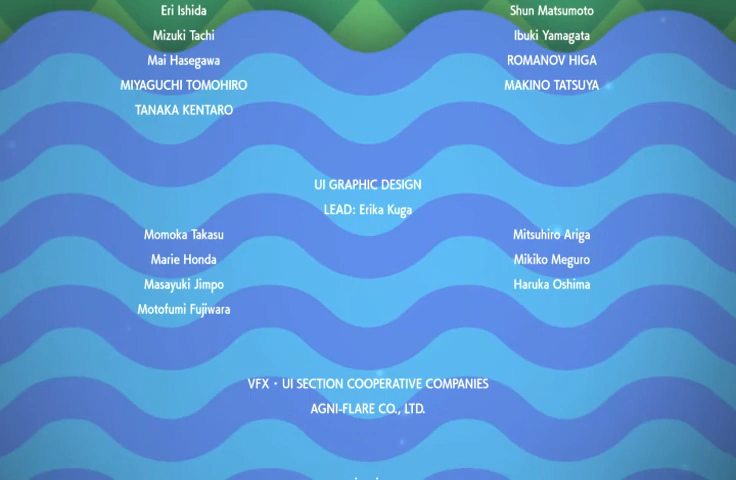 Eri Ishida Shun Matsumoto
Mizuki Tachi Ibuki Yamagata
Mai Hasegawa ROMANOV HIGA
MIYAGUCHI TOMOHIRO MAKINO TATSUYA
TANAKA KENTARO
UI GRAPHIC DESIGN
LEAD: Erika Kuga
Momoka Takasu Mitsuhiro Ariga
Marie Honda Mikiko Meguro
Masayuki Jimpo Haruka Oshima
Motofumi Fujiwara
VFX・UI SECTION COOPERATIVE COMPANIES
AGNI-FLARE CO., LTD.